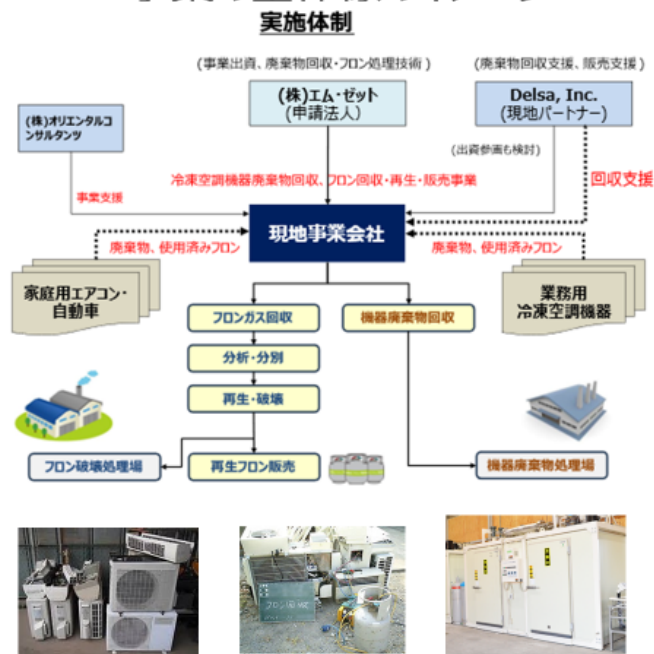 実施体制
(事業出資、廃棄物回収・フロン処理技術)
(廃棄物回収支援、販売支援)
(株)エム・ゼット
(申請法人)
Delsa, Inc.
(現地パートナー)
(株)オリエンタルコ
ンサルタンツ
(出資参画も検討)
冷凍空調機器廃棄物回収、フロン回収・再生・販売事業
回収支援
事業支援
現地事業会社
廃棄物、使用済みフロン
廃棄物、使用済みフロン
家庭用エアコン・
自動車
業務用
冷凍空調機器
フロンガス回収
機器廃棄物回収
分析・分別
再生・破壊
フロン破壊処理場
再生フロン販売
機器廃棄物処理場